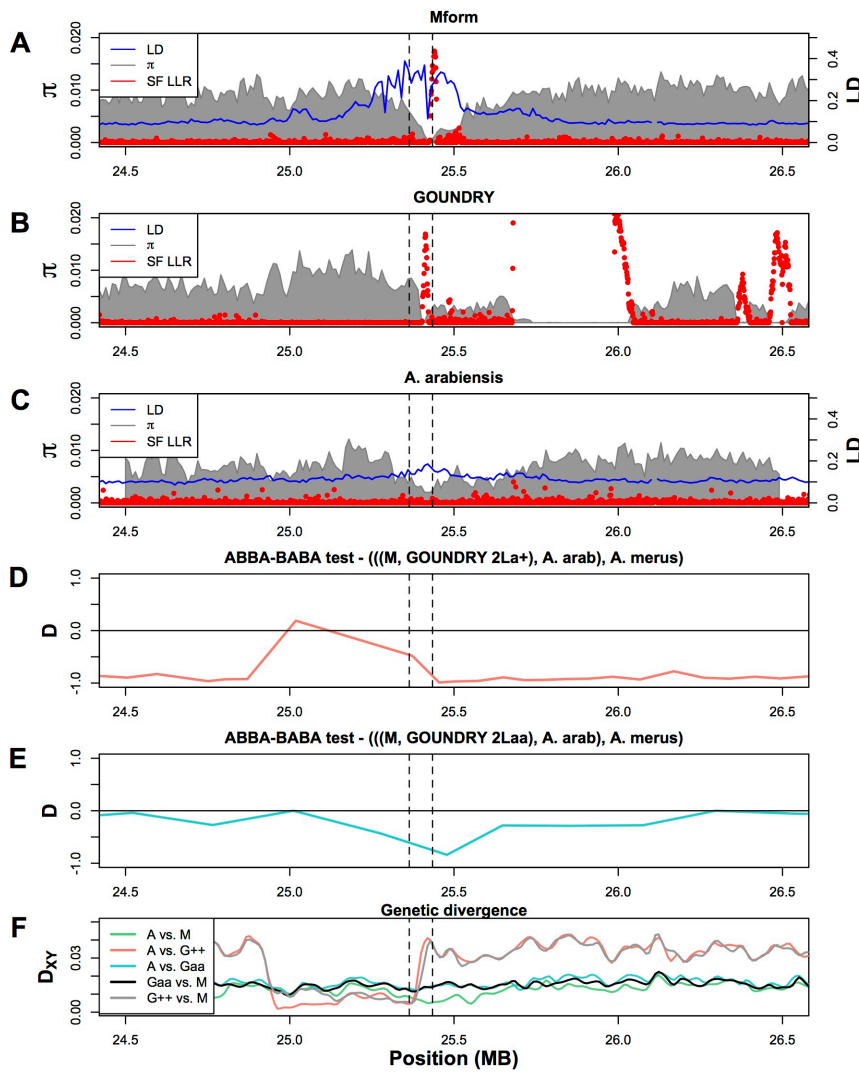 Mform
A
LD
π
SF LLR
0.020
0.010
0.000
π
0.4
0.2
0.0
LD
24.5 25.0 25.5 26.0 26.5
GOUNDRY
B
LD
π
SF LLR
0.020
0.010
0.000
π
24.5 25.0 25.5 26.0 26.5
A. arabiensis
C
LD
π
SF LLR
0.020
0.010
0.000
π
0.4
0.2
0.0
LD
24.5 25.0 25.5 26.0 26.5
ABBA-BABA test - (((M, GOUNDRY 2La+), A. arab), A. merus)
D
1.0
0.0
-1.0
D
24.5 25.0 25.5 26.0 26.5
ABBA-BABA test - (((M, GOUNDRY 2Laa), A. arab), A. merus)
E
1.0
0.0
-1.0
D
24.5 25.0 25.5 26.0 26.5
Genetic divergence
F
A vs. M
A vs. G++
A vs. Gaa
Gaa vs. M
G++ vs. M
0.03
0.00
DXY
24.5 25.0 25.5 26.0 26.5
Position (MB)